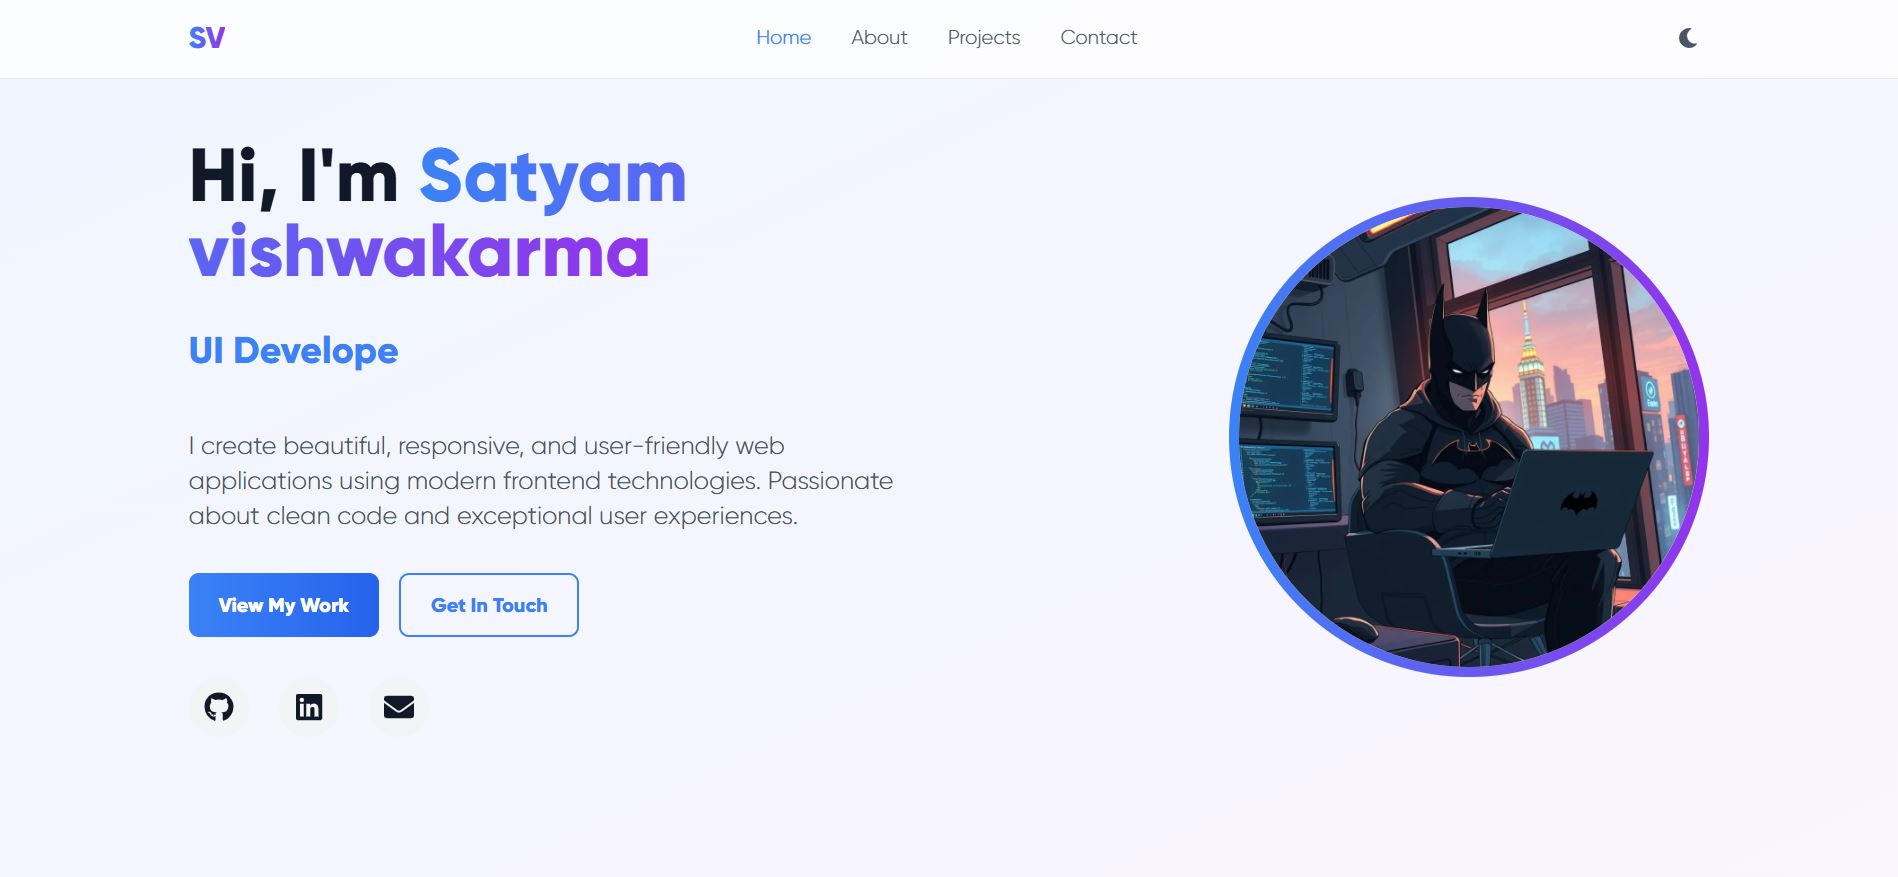 SV
Home About Projects Contact
Hi, I'm Satyam
vishwakarma
UI Develope
I create beautiful, responsive, and user-friendly web
applications using modern frontend technologies. Passionate
about clean code and exceptional user experiences.
View My Work Get In Touch
in